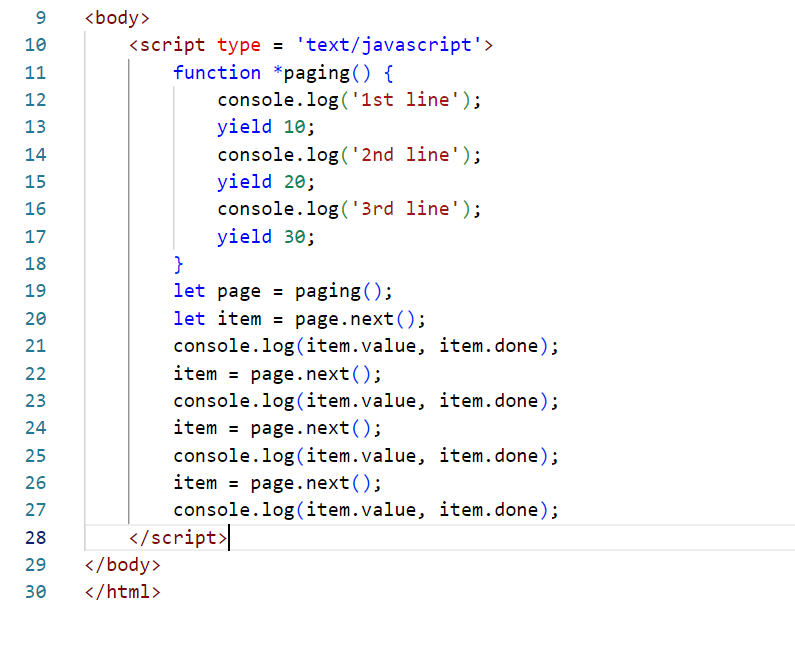 9 <body>
10 <script type = 'text/javascript'>
11 function *paging() {
12 console.log('1st line');
13 yield 10;
14 console.log('2nd line');
15 yield 20;
16 console.log('3rd line');
17 yield 30;
18 }
19 let page = paging();
20 let item = page.next();
21 console.log(item.value, item.done);
22 item = page.next();
23 console.log(item.value, item.done);
24 item = page.next();
25 console.log(item.value, item.done);
26 item = page.next();
27 console.log(item.value, item.done);
28 </script>
29 </body>
30 </html>